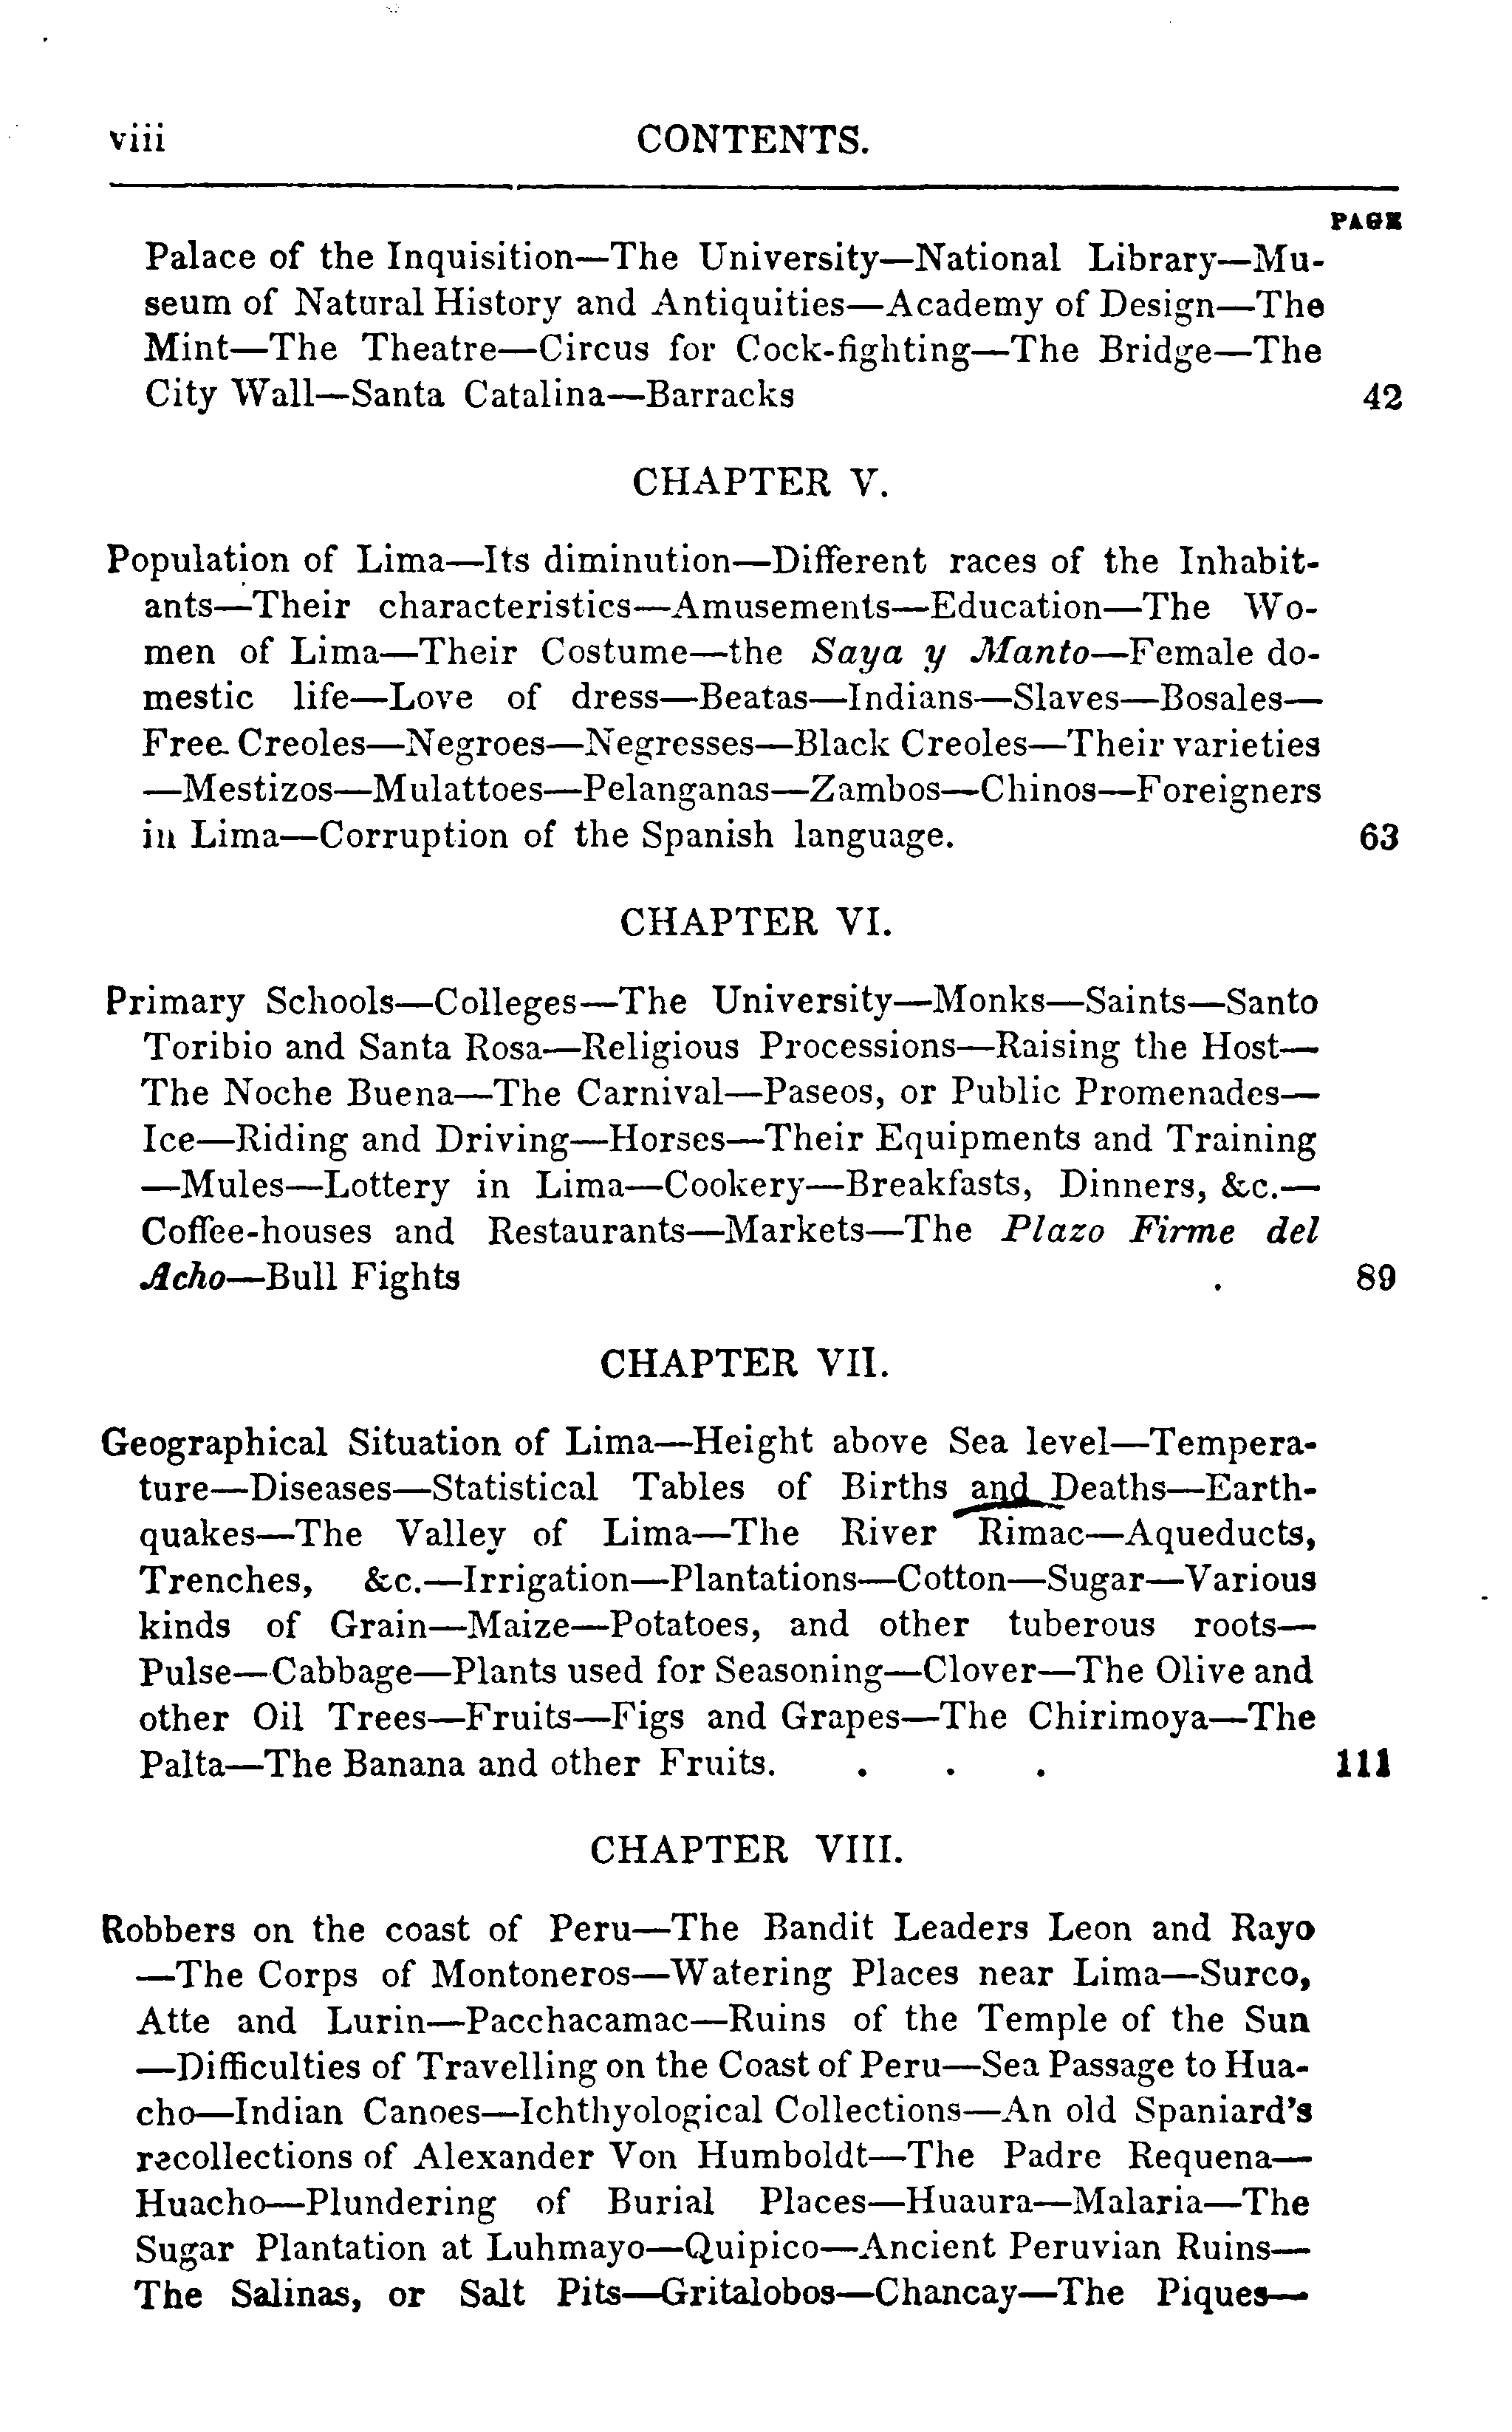 viii CONTENTS.
PAGE
Palace of the Inquisition—The University—National Library—Mu-
seum of Natural History and Antiquities—Academy of Design—The
Mint—The Theatre—Circus for Cock-fighting—The Bridge—The
City Wall—Santa Catalina—Barracks 42
CHAPTER V.
Population of Lima—Its diminution—Different races of the Inhabit-
ants—Their characteristics—Amusements—Education—The Wo-
men of Lima—Their Costume—the Saya y Manto—Female do-
mestic life—Love of dress—Beatas—Indians—Slaves—Bosales—
Free Creoles—Negroes—Negresses—Black Creoles—Their varieties
—Mestizos—Mulattoes—Pelanganas—Zambos—Chinos—Foreigners
in Lima—Corruption of the Spanish language. 63
CHAPTER VI.
Primary Schools—Colleges—The University—Monks—Saints—Santo
Toribio and Santa Rosa—Religious Processions—Raising the Host—
The Noche Buena—The Carnival—Paseos, or Public Promenades—
Ice—Riding and Driving—Horses—Their Equipments and Training
—Mules—Lottery in Lima—Cookery—Breakfasts, Dinners, &c.—
Coffee-houses and Restaurants—Markets—The Plazo Firme del
Acho—Bull Fights . 89
CHAPTER VII.
Geographical Situation of Lima—Height above Sea level—Tempera-
ture—Diseases—Statistical Tables of Births and Deaths—Earth-
quakes—The Valley of Lima—The River Rimac—Aqueducts,
Trenches, &c.—Irrigation—Plantations—Cotton—Sugar—Various
kinds of Grain—Maize—Potatoes, and other tuberous roots—
Pulse—Cabbage—Plants used for Seasoning—Clover—The Olive and
other Oil Trees—Fruits—Figs and Grapes—The Chirimoya—The
Palta—The Banana and other Fruits. . . . 111
CHAPTER VIII.
Robbers on the coast of Peru—The Bandit Leaders Leon and Rayo
—The Corps of Montoneros—Watering Places near Lima—Surco,
Atte and Lurin—Pacchacamac—Ruins of the Temple of the Sun
—Difficulties of Travelling on the Coast of Peru—Sea Passage to Hua-
cho—Indian Canoes—Ichthyological Collections—An old Spaniard's
recollections of Alexander Von Humboldt—The Padre Requena—
Huacho—Plundering of Burial Places—Huaura—Malaria—The
Sugar Plantation at Luhmayo—Quipico—Ancient Peruvian Ruins—
The Salinas, or Salt Pits—Gritalobos—Chancay—The Piques—